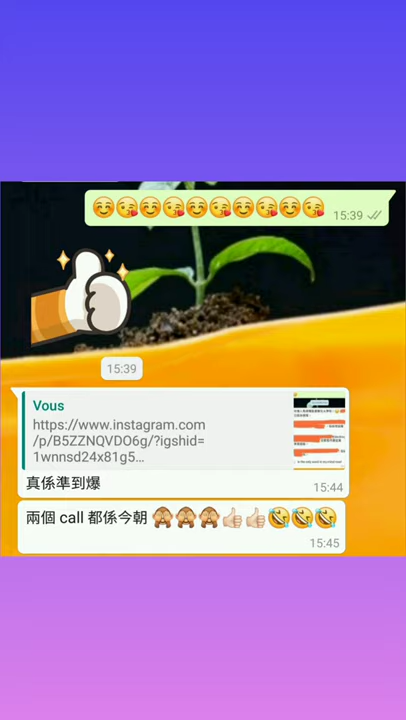 ☺️😘☺️😘☺️😘☺️😘☺️😘 15:39
15:39
Vous
https://www.instagram.com
/p/B5ZZNQVDO6g/?igshid=
1wnnsd24x81g5...
真係準到爆
15:44
兩個 call 都係今朝 🙈🙈🙈👍🏻👍🏻🤣🤣🤣
15:45